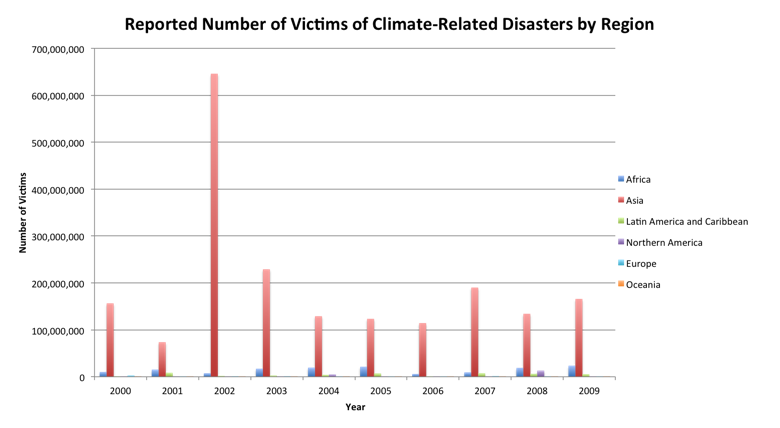 Reported Number of Victims of Climate-Related Disasters by Region
700,000,000
600,000,000
500,000,000
400,000,000
300,000,000
200,000,000
100,000,000
0
Number of Victims
2000 2001 2002 2003 2004 2005 2006 2007 2008 2009
Year
Africa
Asia
Latin America and Caribbean
Northern America
Europe
Oceania